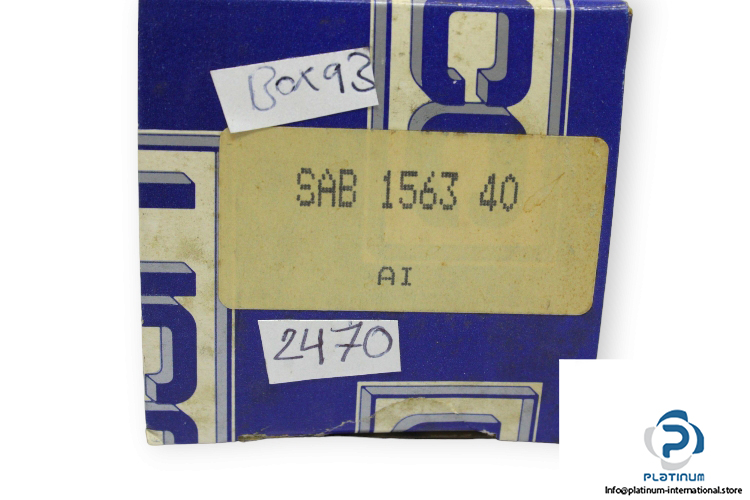 Box93
SAB 1563 40
AI
2470
PLATINUM
Info@platinum-international.store